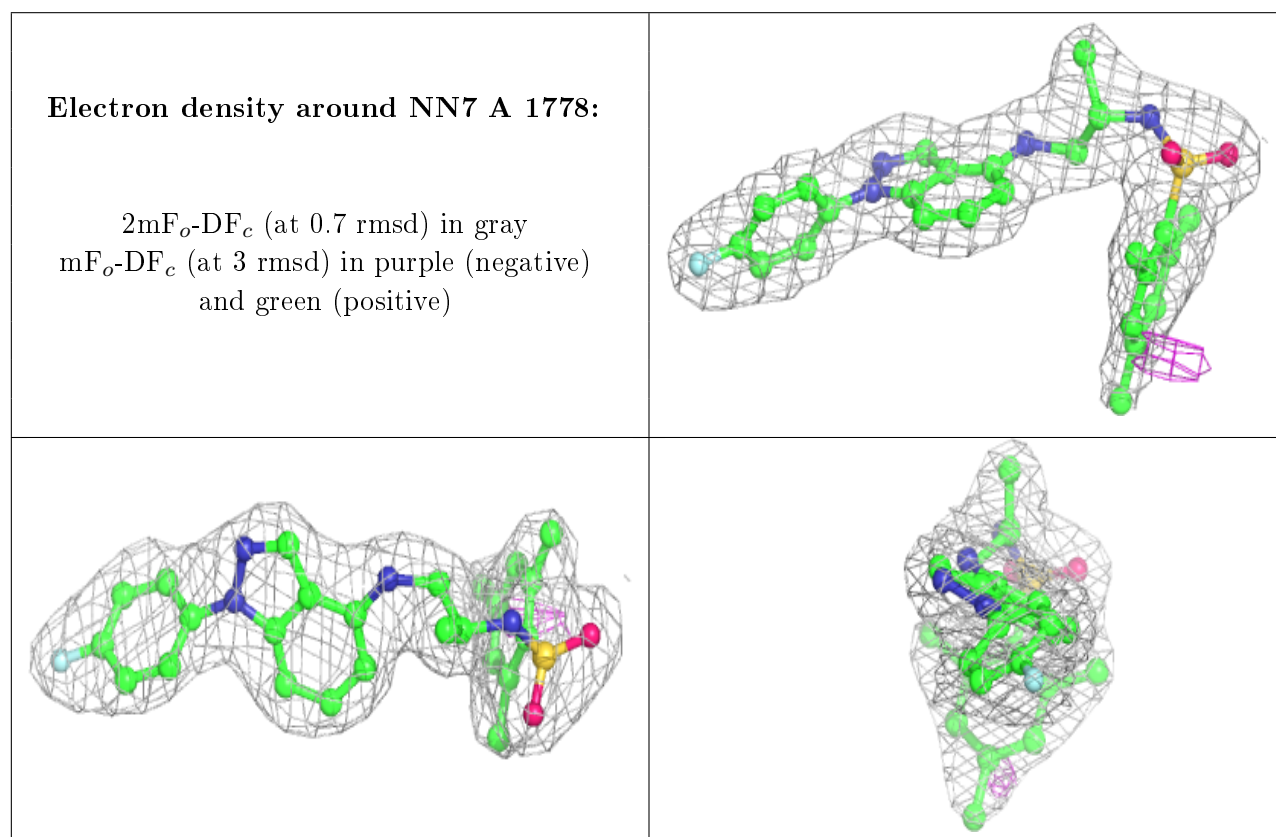 Electron density around NN7 A 1778:
2mFo-DFc (at 0.7 rmsd) in gray
mFo-DFc (at 3 rmsd) in purple (negative)
and green (positive)